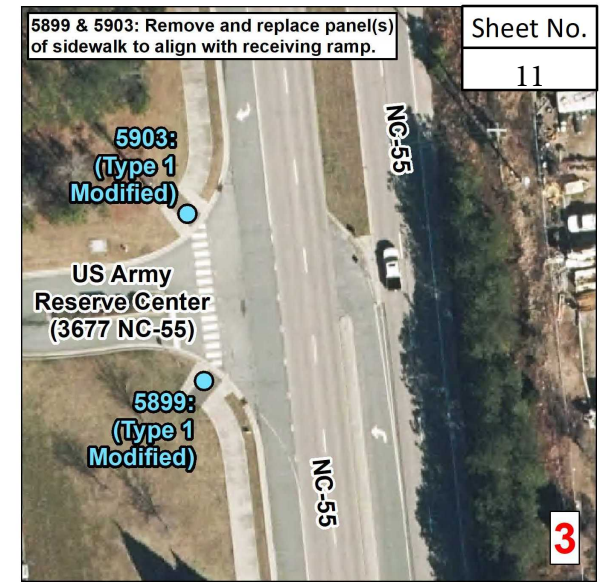 5899 & 5903: Remove and replace panel(s)
of sidewalk to align with receiving ramp.
Sheet No.
11
NC-55
5903:
(Type 1
Modified)
US Army
Reserve Center
(3677 NC-55)
5899:
(Type 1
Modified)
NC-55
3